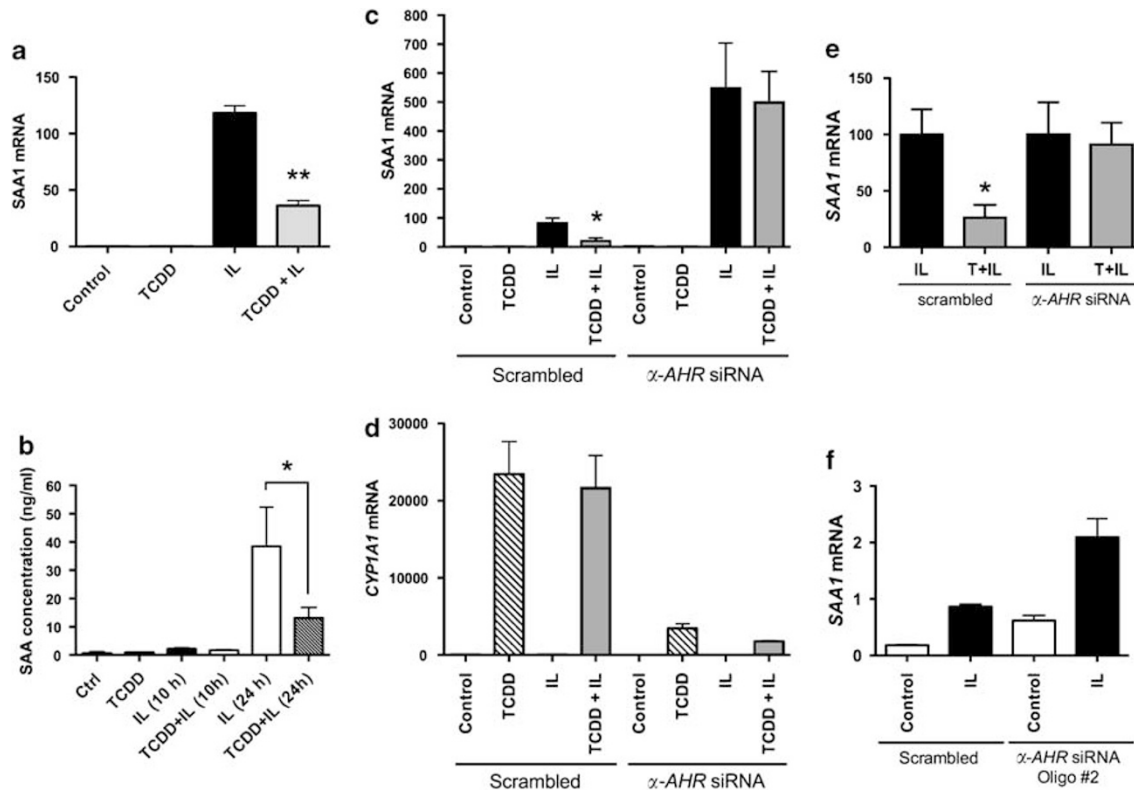 a
SAA1 mRNA
150
100
50
0
**
Control
TCDD
IL
TCDD + IL
b
SAA concentration (ng/ml)
60
50
40
30
20
10
0
*
Ctrl
TCDD
IL (10 h)
TCDD+IL (10h)
IL (24 h)
TCDD+IL (24h)
c
SAA1 mRNA
800
700
600
500
400
300
200
100
0
*
Control
TCDD
IL
TCDD + IL
Control
TCDD
IL
TCDD + IL
Scrambled
α-AHR siRNA
d
CYP1A1 mRNA
30000
20000
10000
0
Control
TCDD
IL
TCDD + IL
Control
TCDD
IL
TCDD + IL
Scrambled
α-AHR siRNA
e
SAA1 mRNA
150
100
50
0
*
IL T+IL IL T+IL
scrambled α-AHR siRNA
f
SAA1 mRNA
3
2
1
0
Control
IL
Control
IL
Scrambled
α-AHR siRNA
Oligo #2